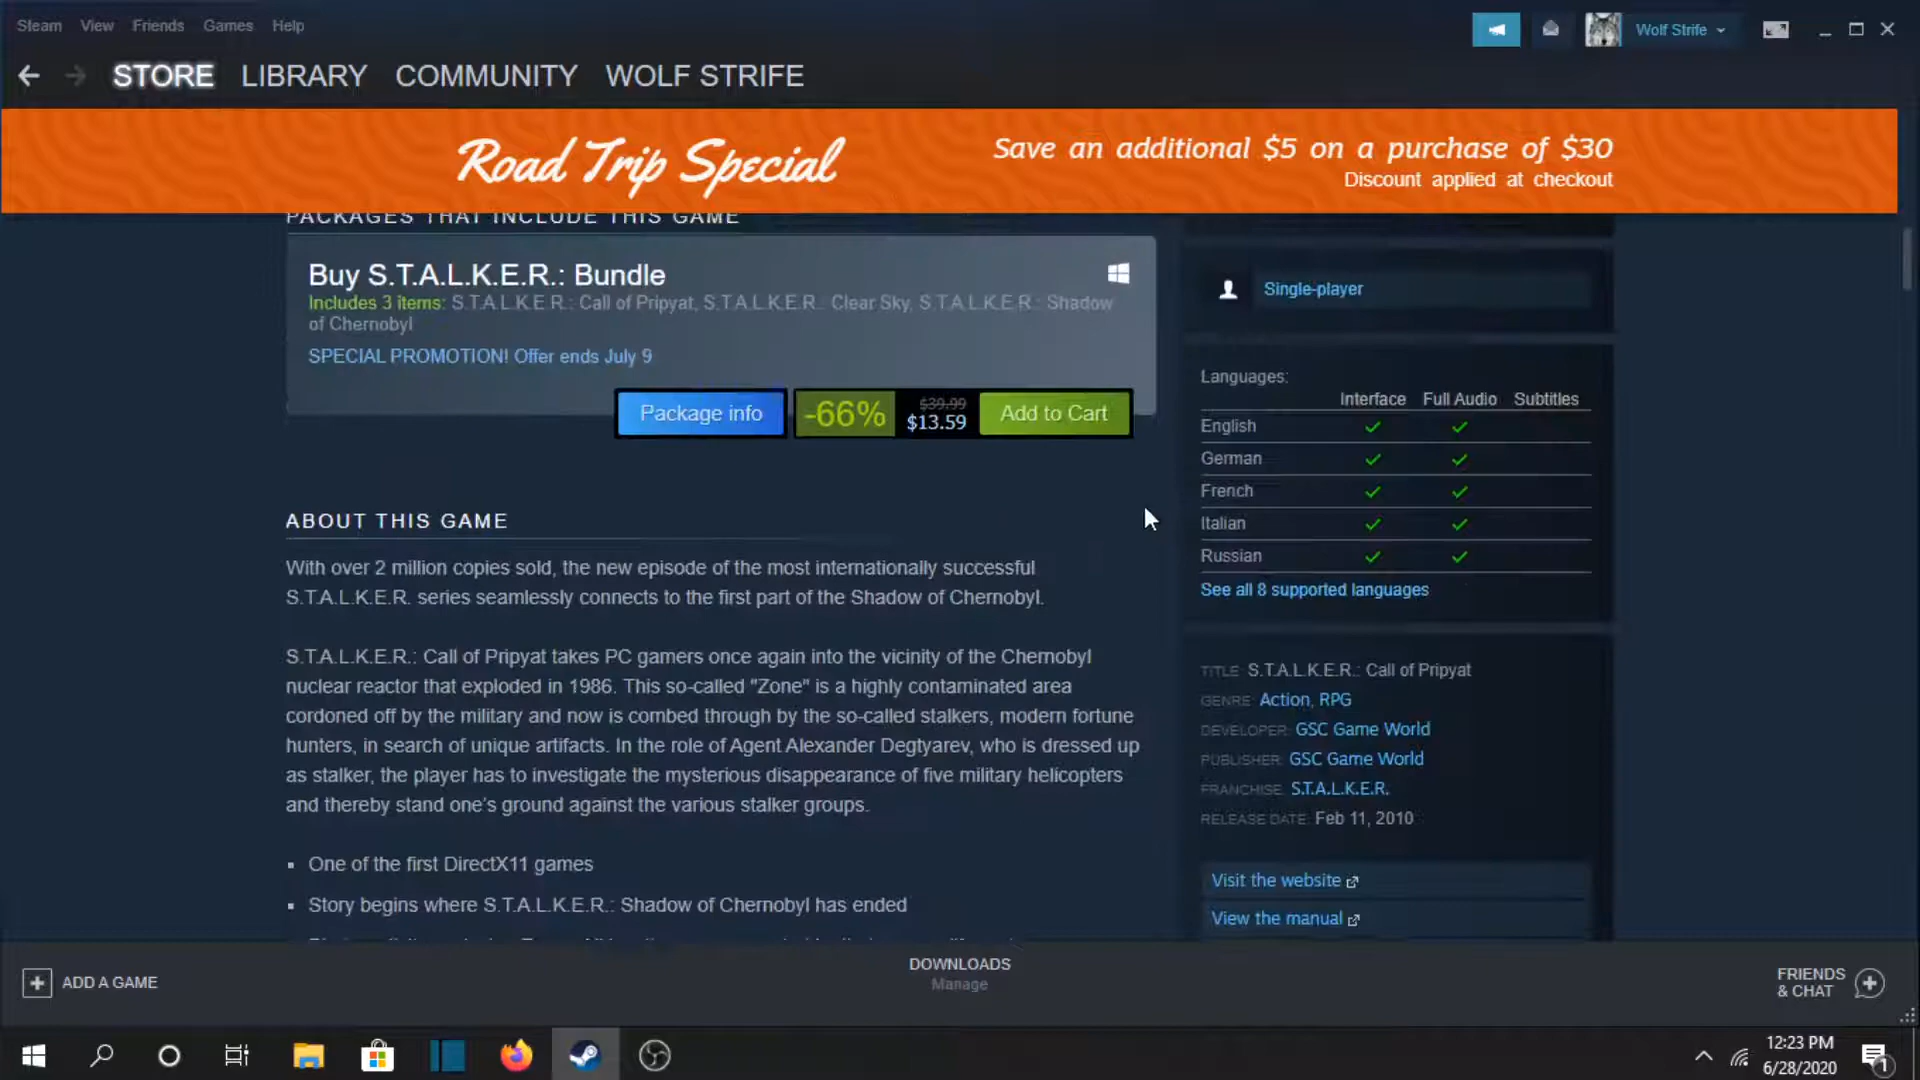 Steam View Friends Games Help
Wolf Strife
STORE LIBRARY COMMUNITY WOLF STRIFE
Road Trip Special
Save an additional $5 on a purchase of $30
Discount applied at checkout
PACKAGES THAT INCLUDE THIS GAME
Buy S.T.A.L.K.E.R.: Bundle
Includes 3 items: S.T.A.L.K.E.R.: Call of Pripyat, S.T.A.L.K.E.R.: Clear Sky, S.T.A.L.K.E.R.: Shadow
of Chernobyl
SPECIAL PROMOTION! Offer ends July 9
Package info
-66%
$39.99
$13.59
Add to Cart
ABOUT THIS GAME
With over 2 million copies sold, the new episode of the most internationally successful
S.T.A.L.K.E.R. series seamlessly connects to the first part of the Shadow of Chernobyl.
S.T.A.L.K.E.R.: Call of Pripyat takes PC gamers once again into the vicinity of the Chernobyl
nuclear reactor that exploded in 1986. This so-called "Zone" is a highly contaminated area
cordoned off by the military and now is combed through by the so-called stalkers, modern fortune
hunters, in search of unique artifacts. In the role of Agent Alexander Degtyarev, who is dressed up
as stalker, the player has to investigate the mysterious disappearance of five military helicopters
and thereby stand one's ground against the various stalker groups.
▪ One of the first DirectX11 games
▪ Story begins where S.T.A.L.K.E.R.: Shadow of Chernobyl has ended
Single-player
Languages:
Interface Full Audio Subtitles
English ✓ ✓
German ✓ ✓
French ✓ ✓
Italian ✓ ✓
Russian ✓ ✓
See all 8 supported languages
TITLE: S.T.A.L.K.E.R.: Call of Pripyat
GENRE: Action, RPG
DEVELOPER: GSC Game World
PUBLISHER: GSC Game World
FRANCHISE: S.T.A.L.K.E.R.
RELEASE DATE: Feb 11, 2010
Visit the website
View the manual
ADD A GAME
DOWNLOADS
Manage
FRIENDS
& CHAT
12:23 PM
6/28/2020
1